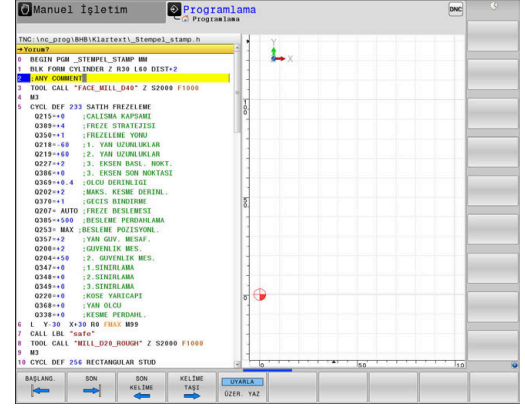 Manuel İşletim
Programlama
Programlama
DNC
TNC:\nc_prog\BHB\Klartext\_Stempel_stamp.h
→Yorum?
0 BEGIN PGM _STEMPEL_STAMP MM
1 BLK FORM CYLINDER Z R30 L60 DIST+2
2 ;ANY COMMENT
3 TOOL CALL "FACE_MILL_D40" Z S2000 F1000
4 M3
5 CYCL DEF 233 SATIH FREZELEME
Q215=+0 ;CALISMA KAPSAMI
Q389=+4 ;FREZE STRATEJISI
Q350=+1 ;FREZELEME YONU
Q218=-60 ;1. YAN UZUNLUKLAR
Q219=+60 ;2. YAN UZUNLUKLAR
Q227=+2 ;3. EKSEN BASL. NOKT.
Q386=+0 ;3. EKSEN SON NOKTASI
Q369=+0.4 ;OLCU DERINLIGI
Q202=+2 ;MAKS. KESME DERINL.
Q370=+1 ;GECIS BINDIRME
Q207= AUTO ;FREZE BESLEMESI
Q385=+500 ;BESLEME PERDAHLAMA
Q253= MAX ;BESLEME POZISYONL.
Q357=+2 ;YAN GUV. MESAF.
Q200=+2 ;GUVENLIK MES.
Q204=+50 ;2. GUVENLIK MES.
Q347=+0 ;1.SINIRLAMA
Q348=+0 ;2.SINIRLAMA
Q349=+0 ;3.SINIRLAMA
Q220=+0 ;KOSE YARICAPI
Q368=+0 ;YAN OLCU
Q338=+0 ;KESME PERDAHL.
6 L Y-30 X+30 R0 FMAX M99
7 CALL LBL "safe"
8 TOOL CALL "MILL_D20_ROUGH" Z S2000 F1000
9 M3
10 CYCL DEF 256 RECTANGULAR STUD
Y
X
100
50
0
0
50
100
BAŞLANG.
SON
SON
KELİME
KELİME
TAŞI
UYARLA
ÜZER. YAZ